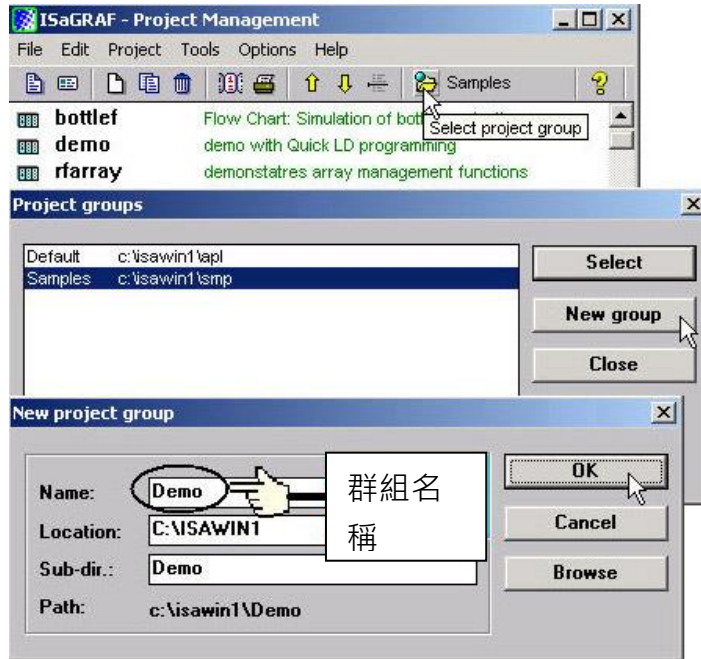 ISaGRAF - Project Management
File Edit Project Tools Options Help
Samples
bottlef Flow Chart: Simulation of
Select project group
demo demo with Quick LD programming
rfarray demonstatres array management functions
Project groups
Default c:\isawin1\apl
Samples c:\isawin1\smp
Select
New group
Close
New project group
Name: Demo
群組名
稱
Location: C:\ISAWIN1
Sub-dir.: Demo
Path: c:\isawin1\Demo
OK
Cancel
Browse